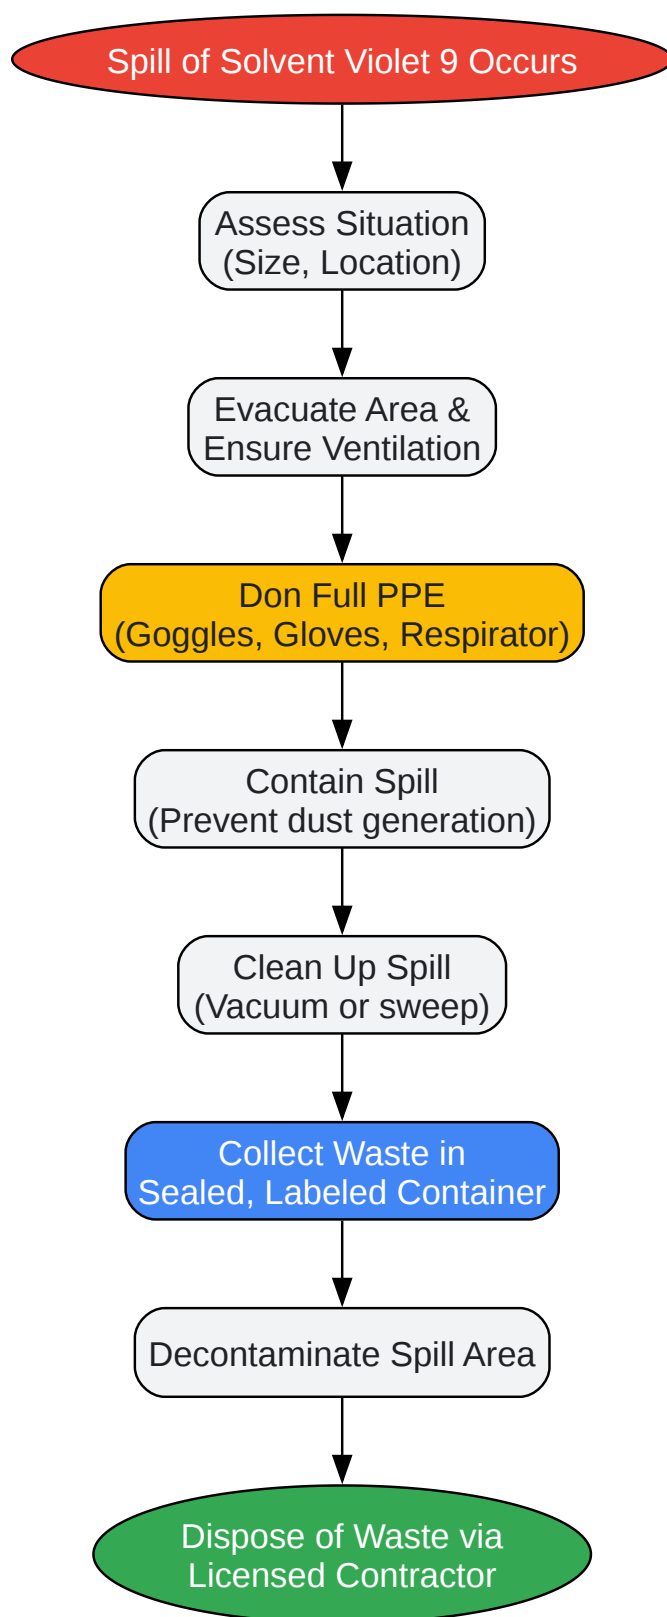 Spill of Solvent Violet 9 Occurs
Assess Situation
(Size, Location)
Evacuate Area &
Ensure Ventilation
Don Full PPE
(Goggles, Gloves, Respirator)
Contain Spill
(Prevent dust generation)
Clean Up Spill
(Vacuum or sweep)
Collect Waste in
Sealed, Labeled Container
Decontaminate Spill Area
Dispose of Waste via
Licensed Contractor